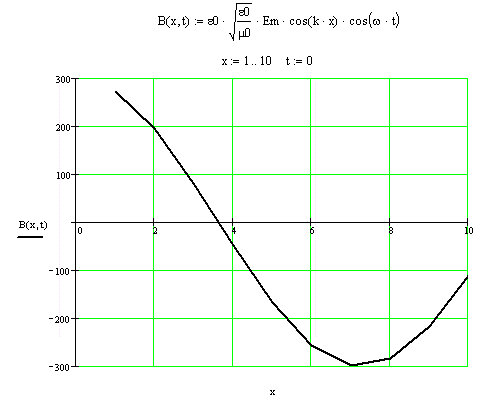 B(x,t) := ε0 · √(ε0/μ0) · Em · cos(k · x) · cos(ω · t)
x := 1 .. 10 t := 0
300
200
100
B(x,t)
0 2 4 6 8 10
−100
−200
−300
x